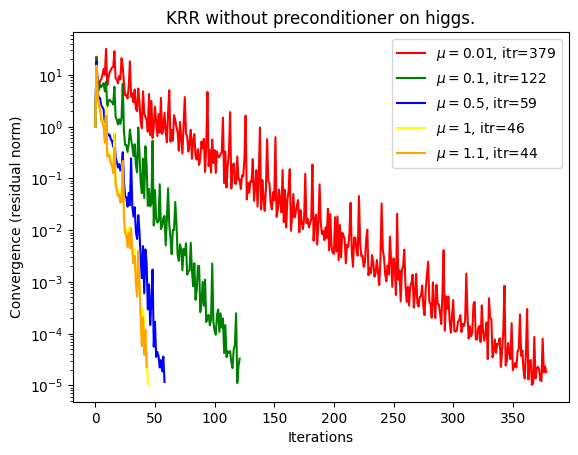 KRR without preconditioner on higgs.
Convergence (residual norm)
10¹
10⁰
10⁻¹
10⁻²
10⁻³
10⁻⁴
10⁻⁵
μ = 0.01, itr=379
μ = 0.1, itr=122
μ = 0.5, itr=59
μ = 1, itr=46
μ = 1.1, itr=44
0 50 100 150 200 250 300 350
Iterations